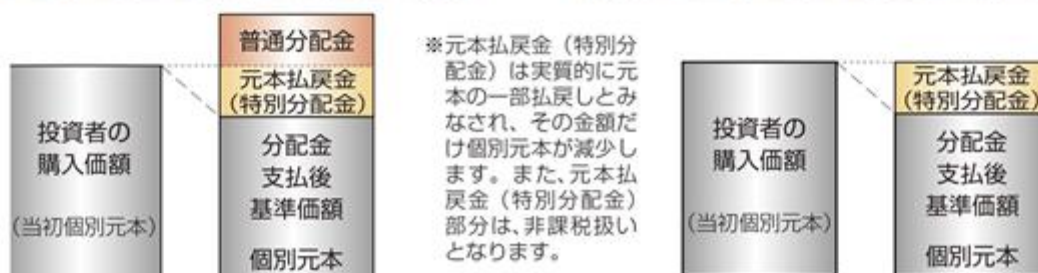 投資者の
購入価額
(当初個別元本)
普通分配金
元本払戻金
(特別分配金)
分配金
支払後
基準価額
個別元本
※元本払戻金（特別分
配金）は実質的に元
本の一部払戻しとみ
なされ、その金額だ
け個別元本が減少し
ます。また、元本払
戻金（特別分配金）
部分は、非課税扱い
となります。
投資者の
購入価額
(当初個別元本)
元本払戻金
(特別分配金)
分配金
支払後
基準価額
個別元本